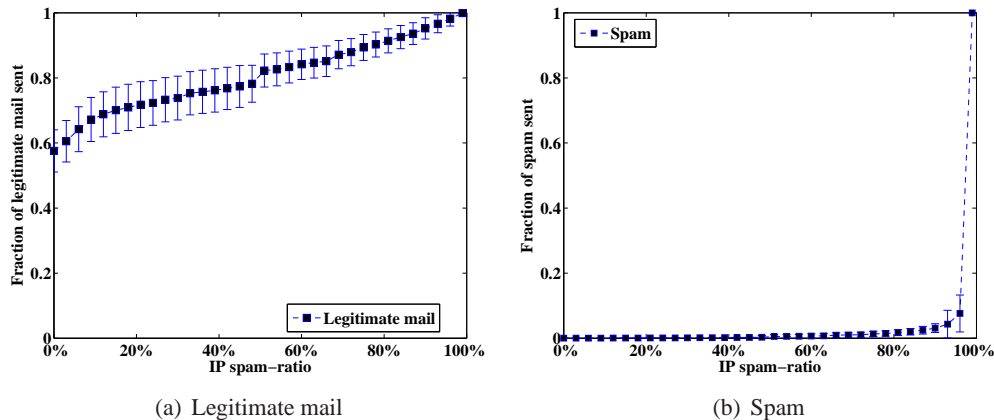 Fraction of legitimate mail sent
1
0.8
0.6
0.4
0.2
0
0% 20% 40% 60% 80% 100%
IP spam−ratio
Legitimate mail
(a) Legitimate mail
Fraction of spam sent
1
0.8
0.6
0.4
0.2
0
0% 20% 40% 60% 80% 100%
IP spam−ratio
Spam
(b) Spam